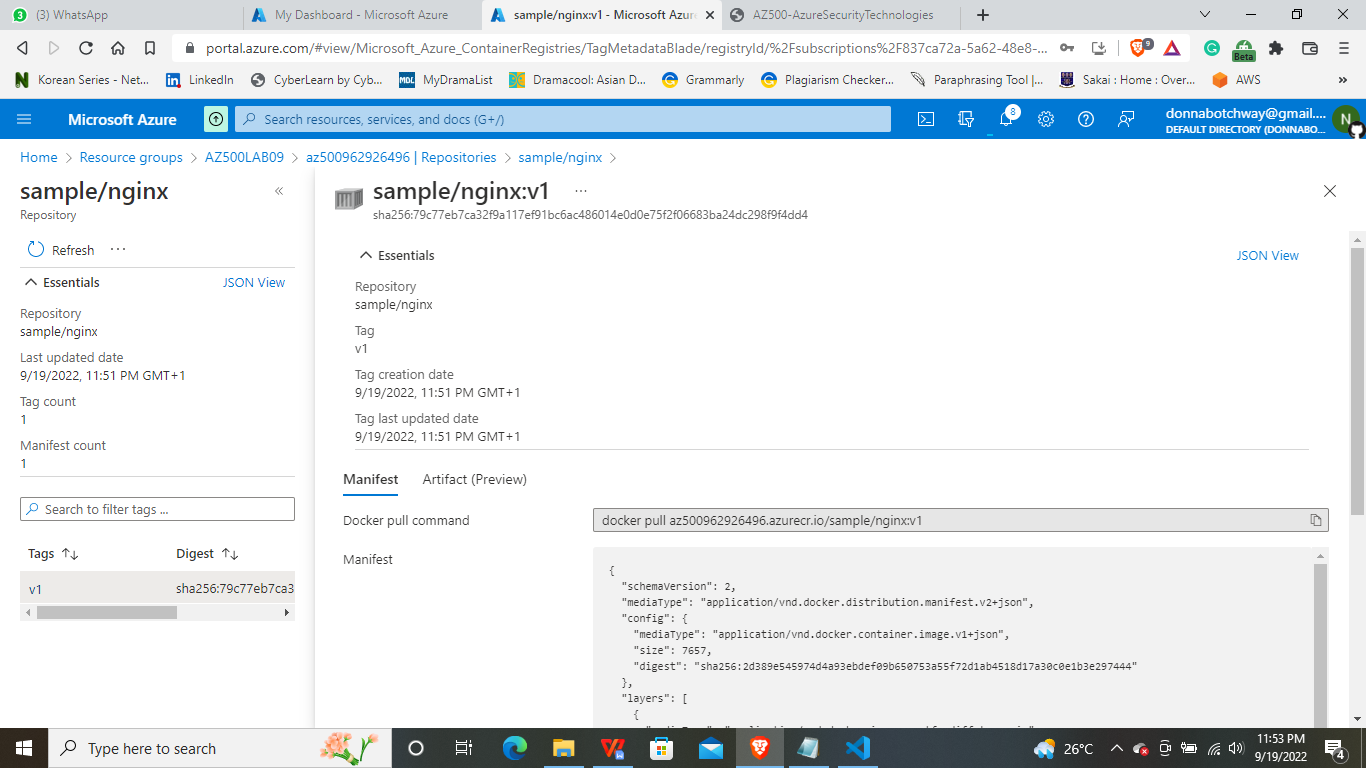 (3) WhatsApp
My Dashboard - Microsoft Azure
sample/nginx:v1 - Microsoft Azure
AZ500-AzureSecurityTechnologies
portal.azure.com/#view/Microsoft_Azure_ContainerRegistries/TagMetadataBlade/registryId/%2Fsubscriptions%2F837ca72a-5a62-48e8-...
9
Beta
Korean Series - Net...
LinkedIn
CyberLearn by Cyb...
MDL
MyDramaList
Dramacool: Asian D...
Grammarly
Plagiarism Checker...
Paraphrasing Tool |...
Sakai : Home : Over...
AWS
»
Microsoft Azure
Search resources, services, and docs (G+/)
8
donnabotchway@gmail....
DEFAULT DIRECTORY (DONNABO...
N
Home > Resource groups > AZ500LAB09 > az500962926496 | Repositories > sample/nginx >
sample/nginx
«
Repository
Refresh
...
Essentials
JSON View
Repository
sample/nginx
Last updated date
9/19/2022, 11:51 PM GMT+1
Tag count
1
Manifest count
1
Search to filter tags ...
Tags ↑↓
Digest ↑↓
v1
sha256:79c77eb7ca3
sample/nginx:v1
...
sha256:79c77eb7ca32f9a117ef91bc6ac486014e0d0e75f2f06683ba24dc298f9f4dd4
Essentials
JSON View
Repository
sample/nginx
Tag
v1
Tag creation date
9/19/2022, 11:51 PM GMT+1
Tag last updated date
9/19/2022, 11:51 PM GMT+1
Manifest
Artifact (Preview)
Docker pull command
docker pull az500962926496.azurecr.io/sample/nginx:v1
Manifest
{
"schemaVersion": 2,
"mediaType": "application/vnd.docker.distribution.manifest.v2+json",
"config": {
"mediaType": "application/vnd.docker.container.image.v1+json",
"size": 7657,
"digest": "sha256:2d389e545974d4a93ebdef09b650753a55f72d1ab4518d17a30c0e1b3e297444"
},
"layers": [
{
Type here to search
26°C
11:53 PM
9/19/2022
4